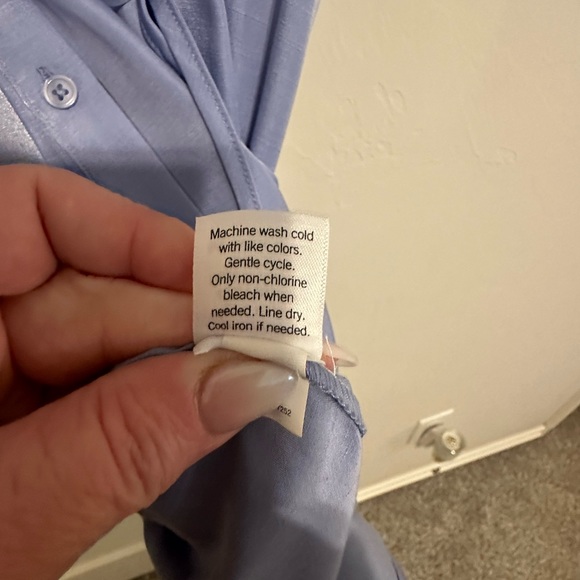 Machine wash cold
with like colors.
Gentle cycle.
Only non-chlorine
bleach when
needed. Line dry.
Cool iron if needed.